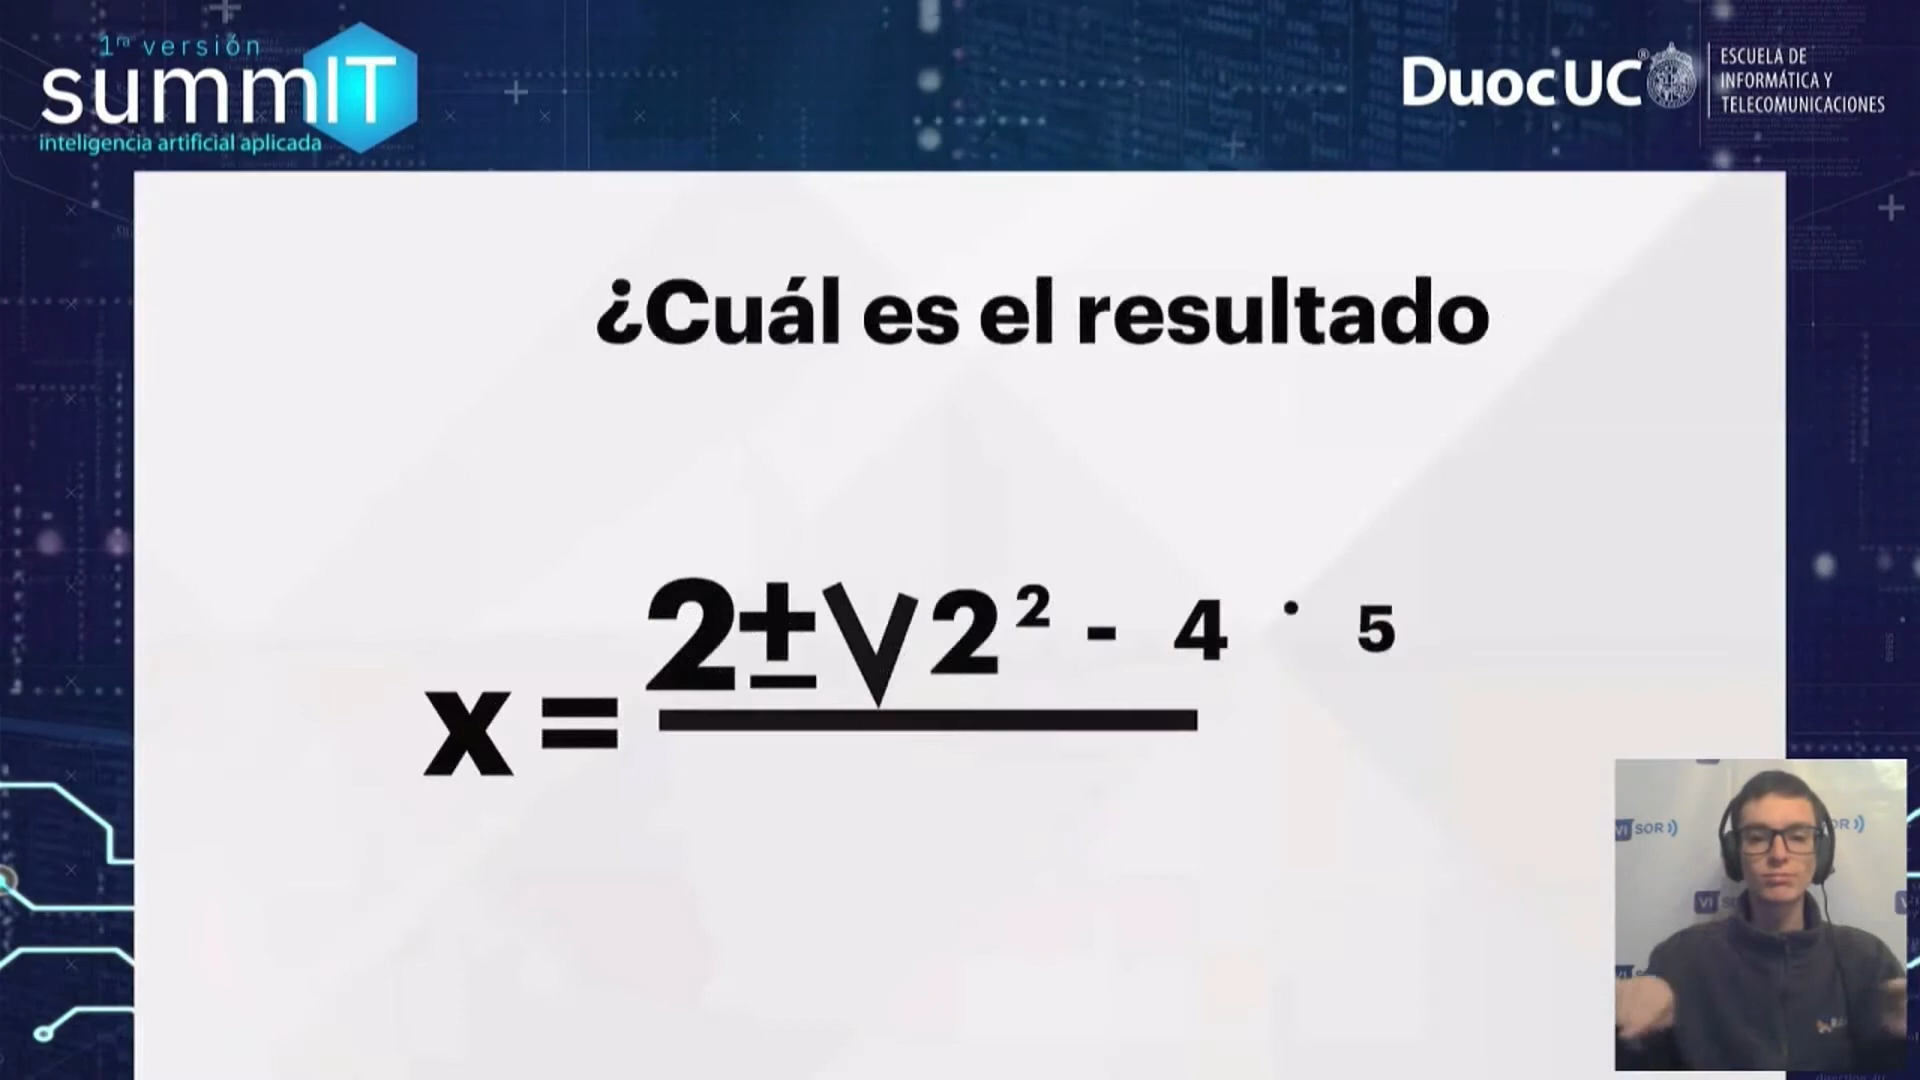 1ra versión
summIT
inteligencia artificial aplicada
DuocUC®
ESCUELA DE
INFORMÁTICA Y
TELECOMUNICACIONES
¿Cuál es el resultado
x = 2±√2² - 4 · 5
VISOR